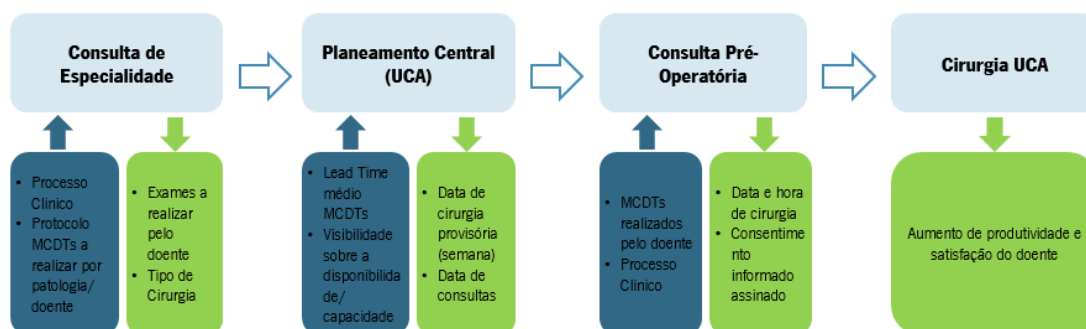 Consulta de
Especialidade
Planeamento Central
(UCA)
Consulta Pré-
Operatória
Cirurgia UCA
• Processo
Clinico
• Protocolo
MCDTs a
realizar por
patologia/
doente
• Exames a
realizar
pelo
doente
• Tipo de
Cirurgia
• Lead Time
médio
MCDTs
• Visibilidade
sobre a
disponibilida
de/
capacidade
• Data de
cirurgia
provisória
(semana)
• Data de
consultas
• MCDTs
realizados
pelo doente
• Processo
Clinico
• Data e hora
de cirurgia
• Consentime
nto
informado
assinado
Aumento de produtividade e
satisfação do doente